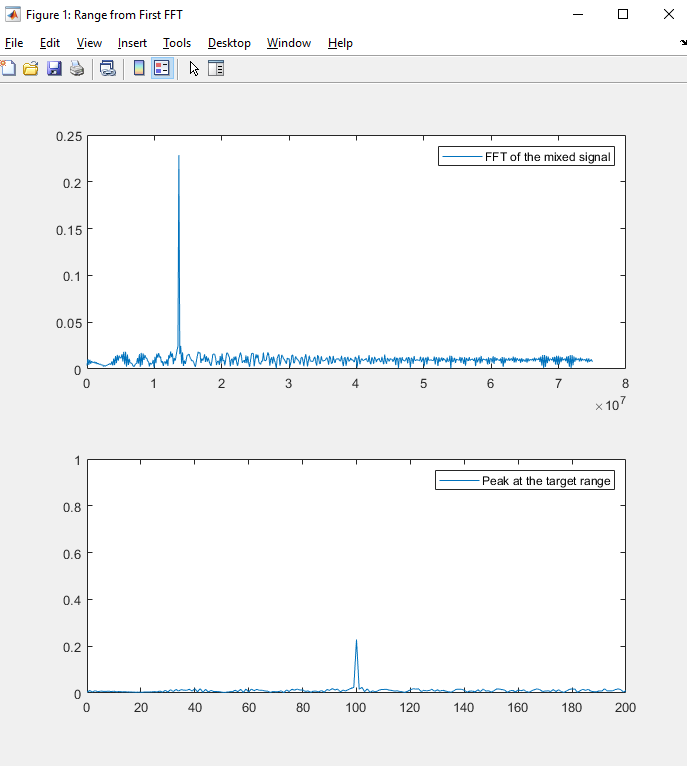 Figure 1: Range from First FFT
File Edit View Insert Tools Desktop Window Help
FFT of the mixed signal
0.25
0.2
0.15
0.1
0.05
0
0 1 2 3 4 5 6 7 8
×10^7
Peak at the target range
1
0.8
0.6
0.4
0.2
0
0 20 40 60 80 100 120 140 160 180 200